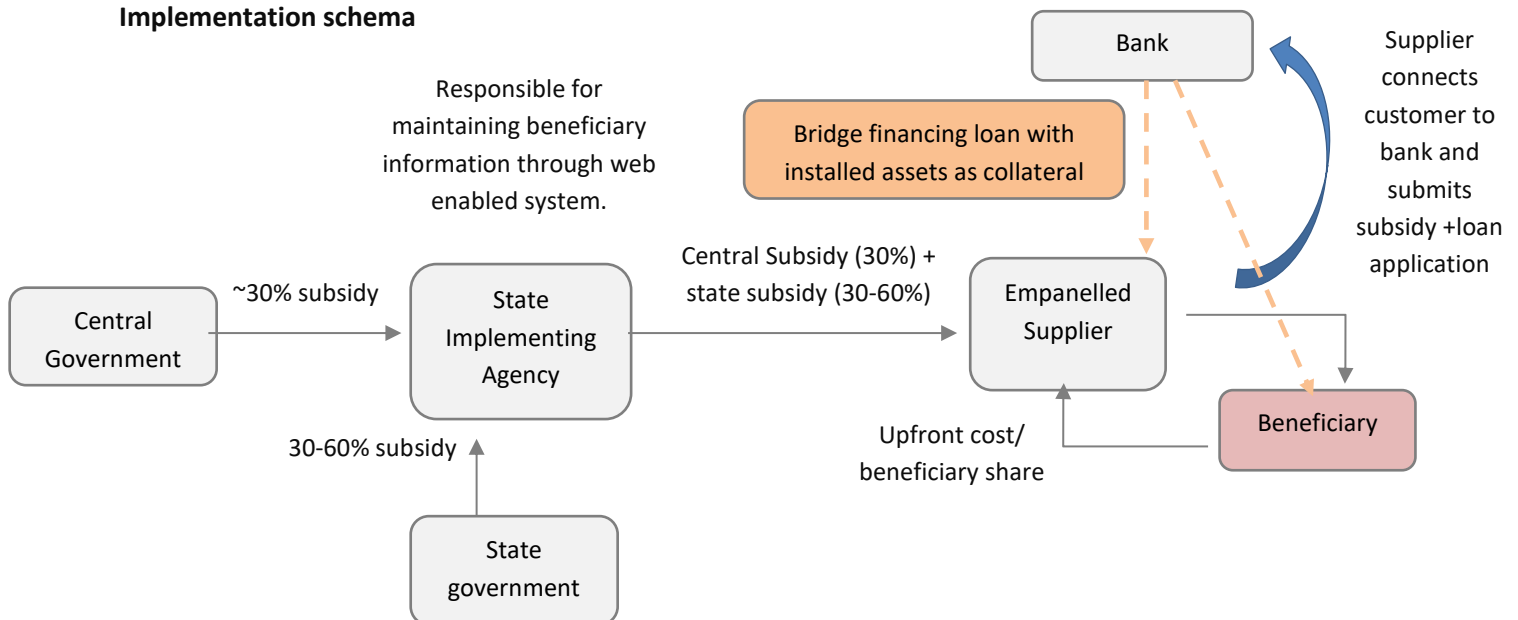 Implementation schema
Bank
Supplier
connects
customer to
bank and
submits
subsidy +loan
application
Responsible for
maintaining beneficiary
information through web
enabled system.
Bridge financing loan with
installed assets as collateral
Central Subsidy (30%) +
state subsidy (30-60%)
~30% subsidy
Central
Government
State
Implementing
Agency
Empanelled
Supplier
Beneficiary
Upfront cost/
beneficiary share
30-60% subsidy
State
government